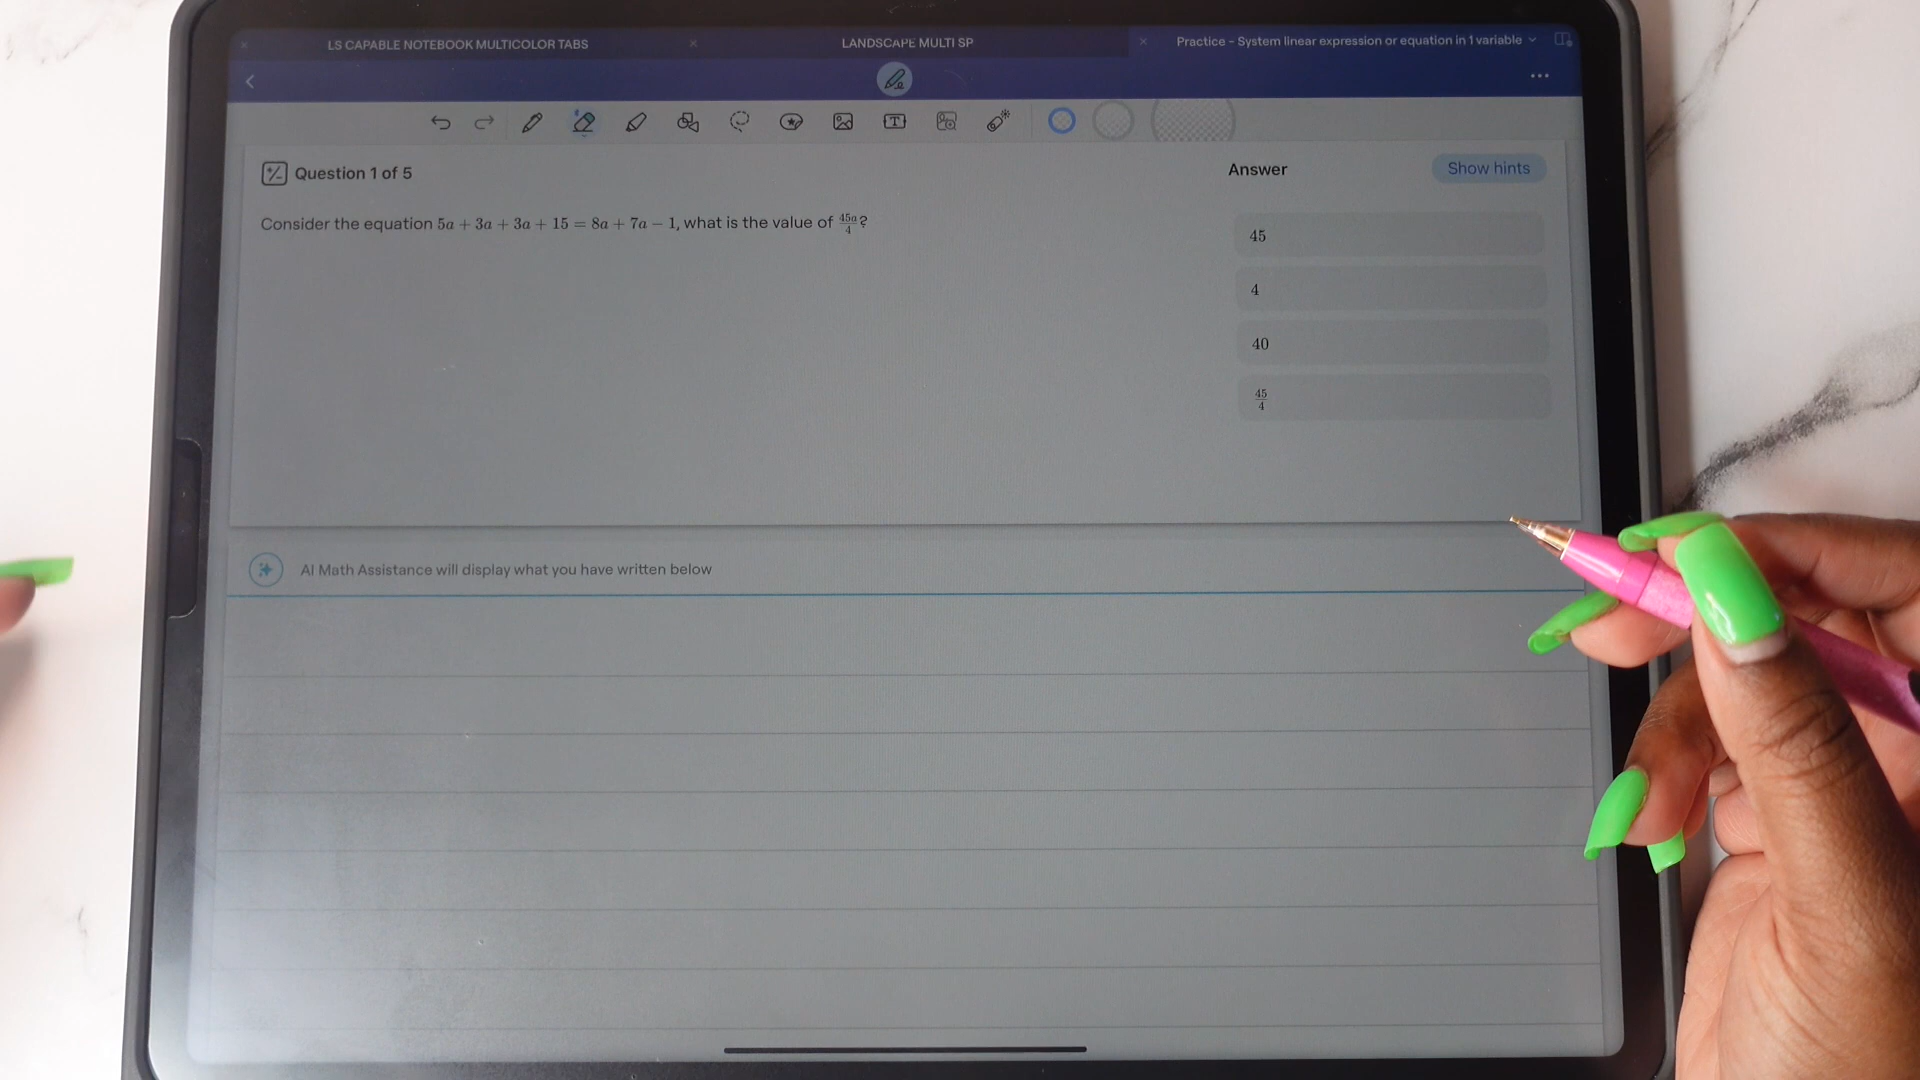 LS CAPABLE NOTEBOOK MULTICOLOR TABS
LANDSCAPE MULTI SP
Practice - System linear expression or equation in 1 variable
Question 1 of 5
Consider the equation 5a + 3a + 3a + 15 = 8a + 7a − 1, what is the value of 45a/4?
Answer
Show hints
45
4
40
45/4
AI Math Assistance will display what you have written below